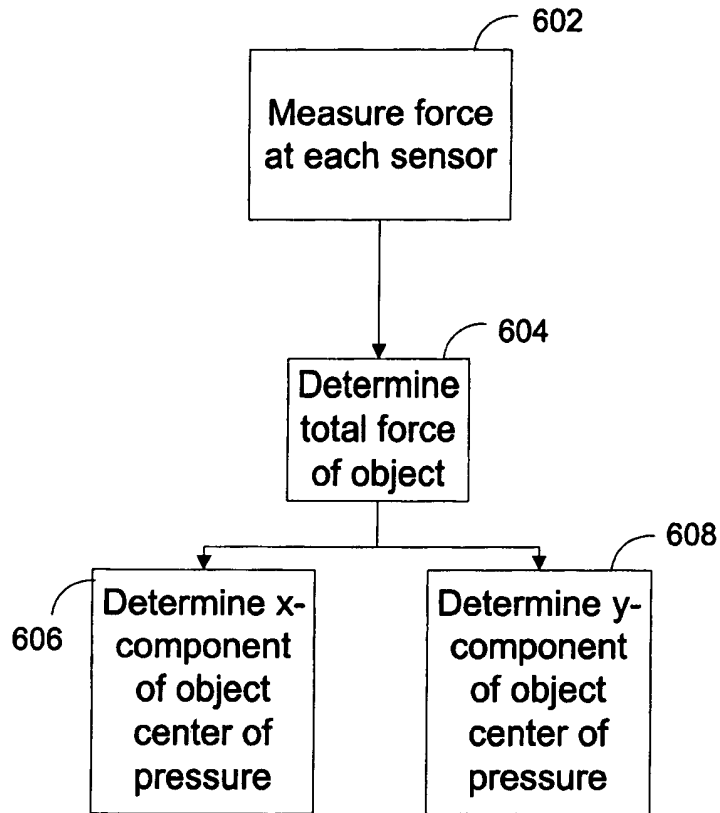 602
Measure force
at each sensor
604
Determine
total force
of object
606
Determine x-
component
of object
center of
pressure
608
Determine y-
component
of object
center of
pressure